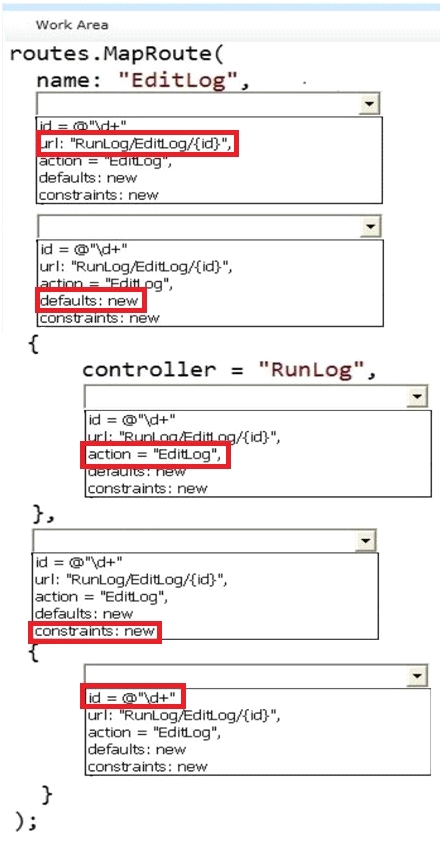 Work Area
routes.MapRoute(
name: "EditLog",
id = @"\d+"
url: "RunLog/EditLog/{id}",
action = "EditLog",
defaults: new
constraints: new
id = @"\d+"
url: "RunLog/EditLog/{id}",
action = "EditLog",
defaults: new
constraints: new
{
controller = "RunLog",
id = @"\d+"
url: "RunLog/EditLog/{id}",
action = "EditLog",
defaults: new
constraints: new
},
id = @"\d+"
url: "RunLog/EditLog/{id}",
action = "EditLog",
defaults: new
constraints: new
{
id = @"\d+"
url: "RunLog/EditLog/{id}",
action = "EditLog",
defaults: new
constraints: new
}
);